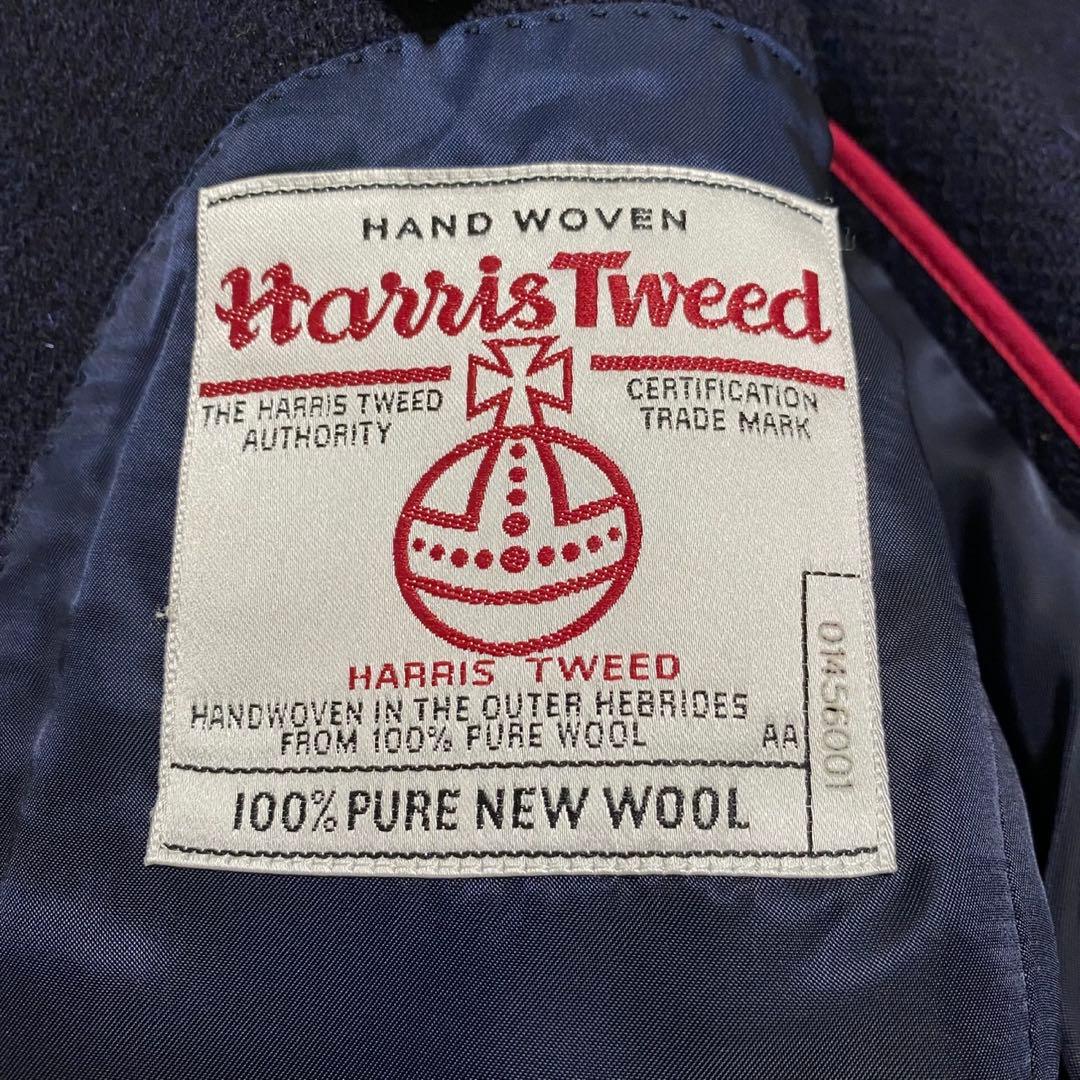 HAND WOVEN
Harris Tweed
THE HARRIS TWEED
AUTHORITY
CERTIFICATION
TRADE MARK
HARRIS TWEED
HANDWOVEN IN THE OUTER HEBRIDES
FROM 100% PURE WOOL
AA
014560001
100% PURE NEW WOOL